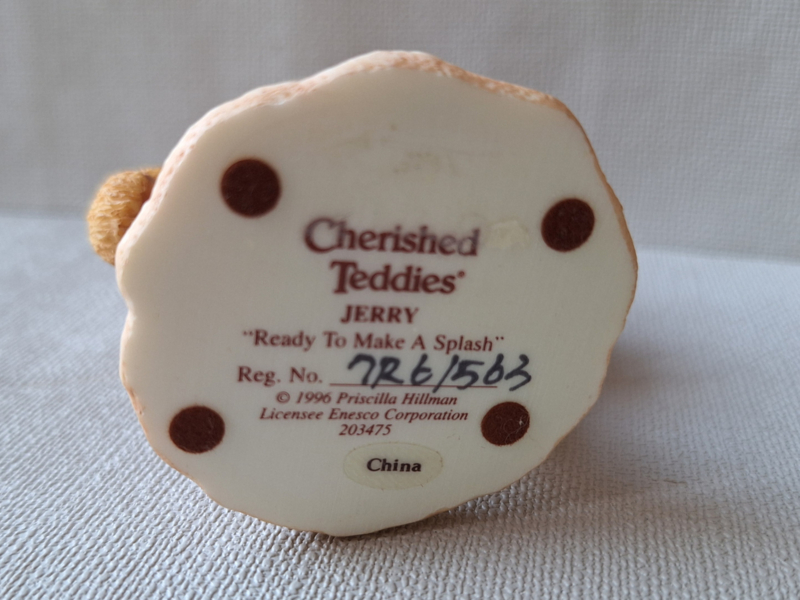 Cherished
Teddies®
JERRY
"Ready To Make A Splash"
Reg. No. 7R6/563
© 1996 Priscilla Hillman
Licensee Enesco Corporation
203475
China